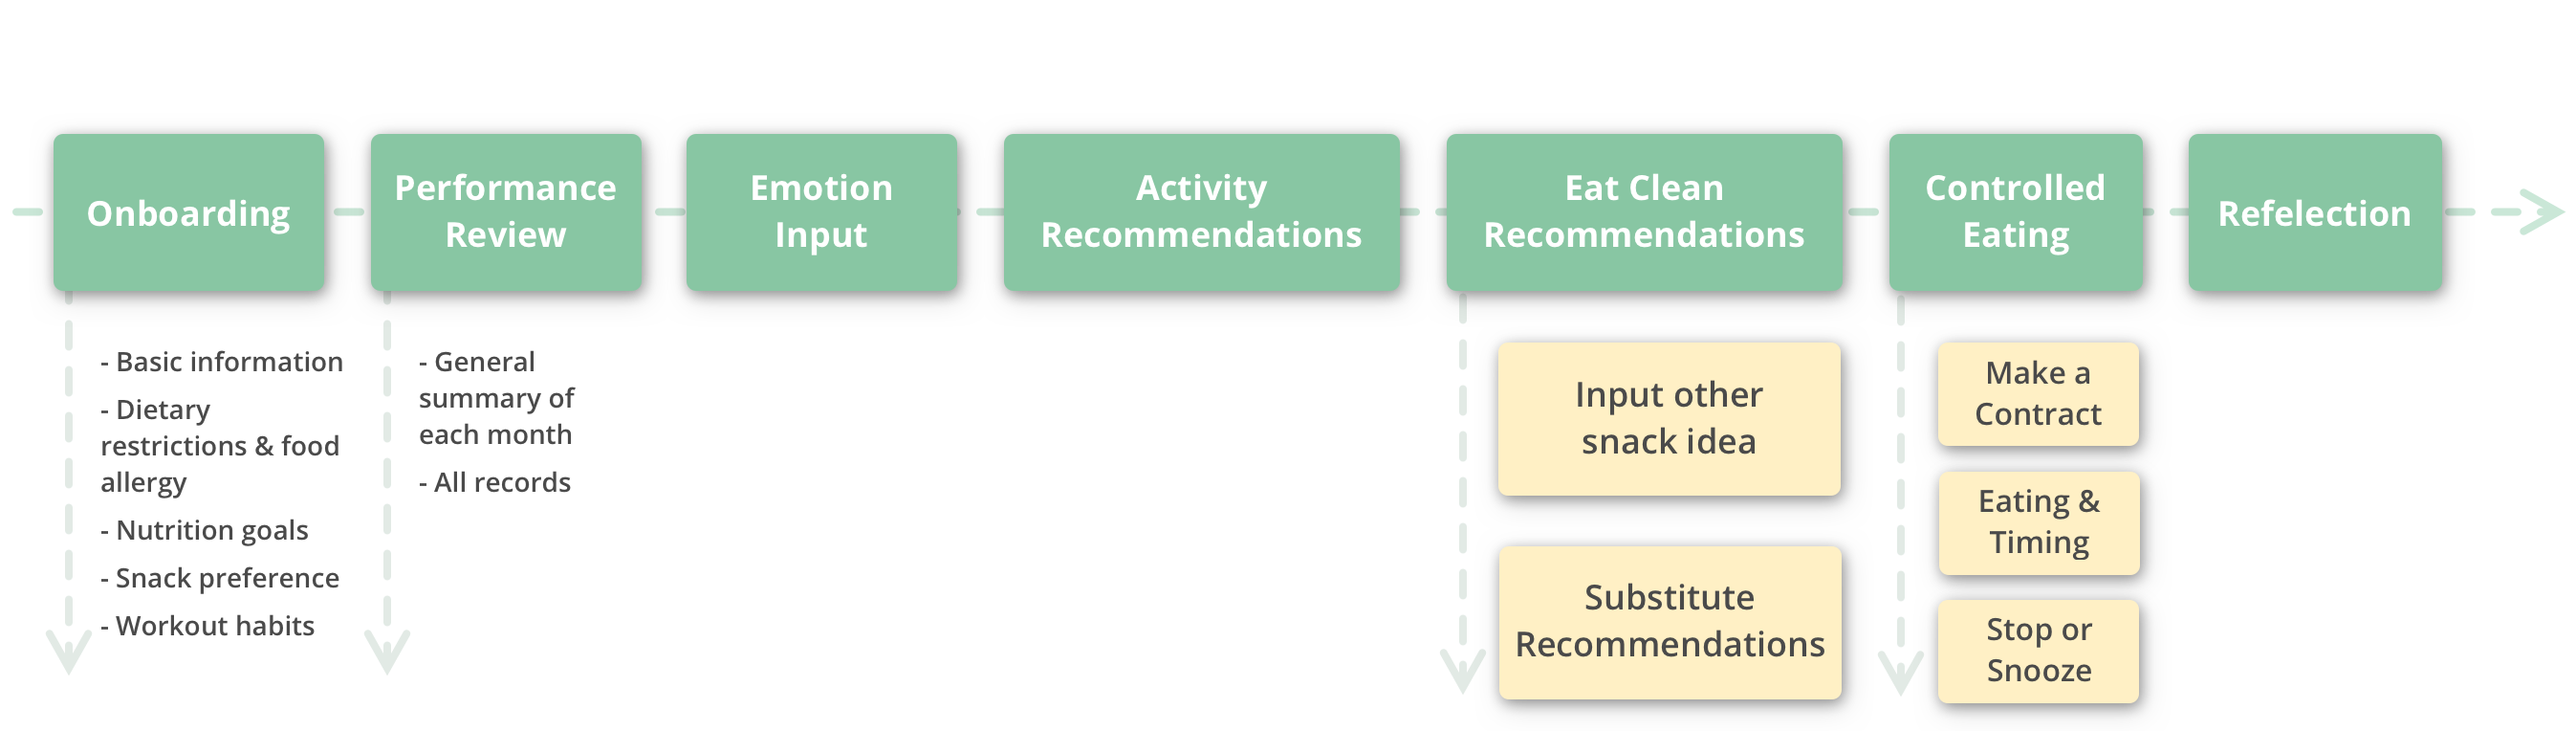 Onboarding
Performance
Review
Emotion
Input
Activity
Recommendations
Eat Clean
Recommendations
Controlled
Eating
Refelection
- Basic information
- Dietary
restrictions & food
allergy
- Nutrition goals
- Snack preference
- Workout habits
- General
summary of
each month
- All records
Input other
snack idea
Substitute
Recommendations
Make a
Contract
Eating &
Timing
Stop or
Snooze